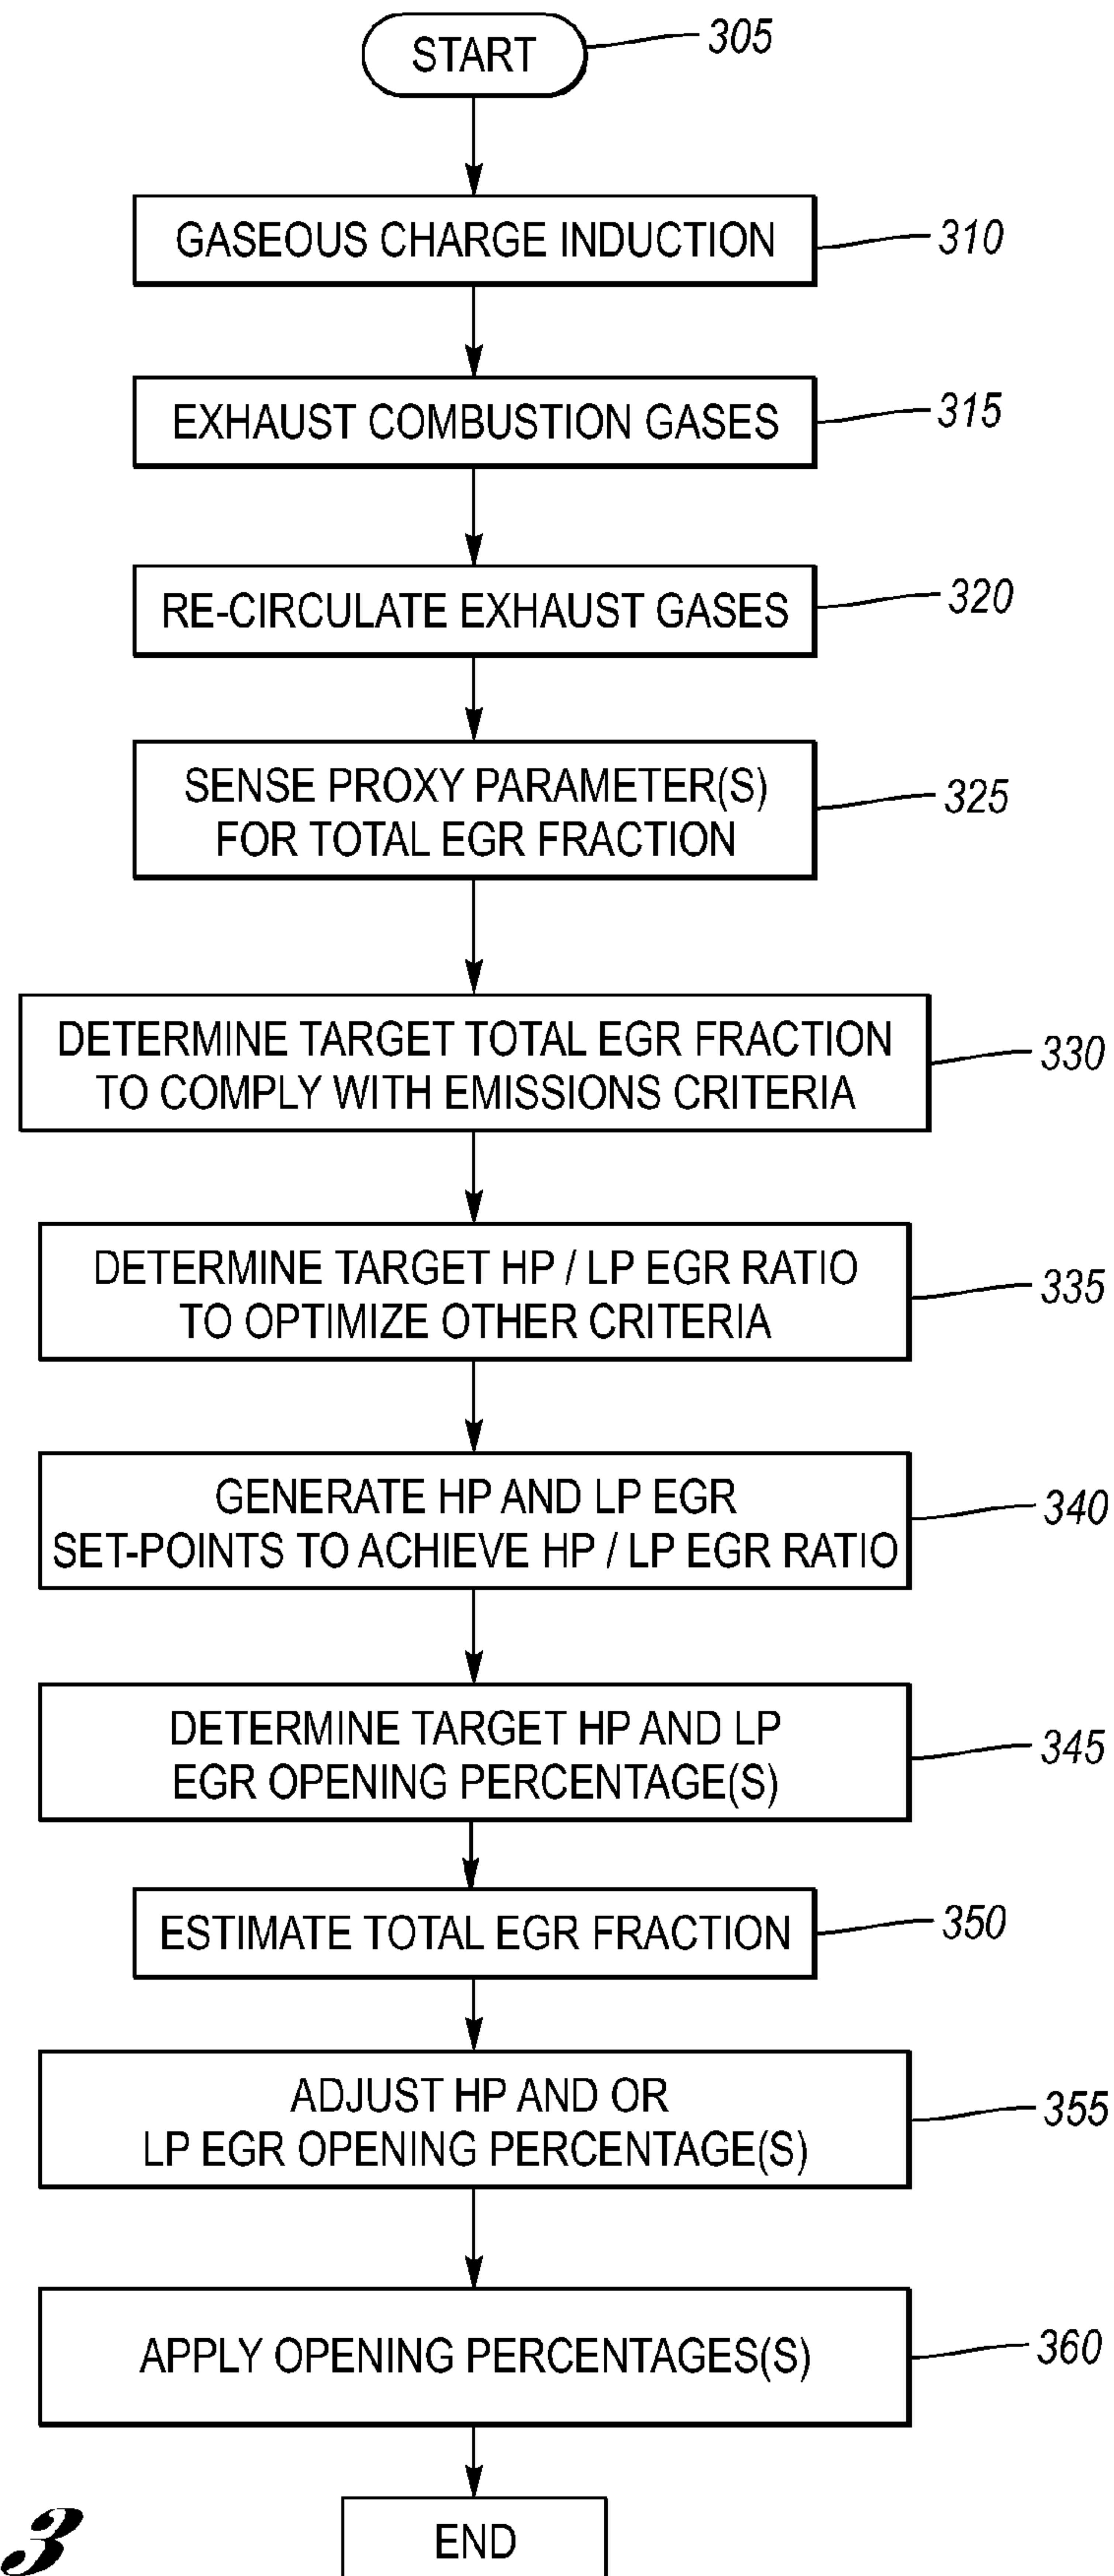 START
305
GASEOUS CHARGE INDUCTION
310
EXHAUST COMBUSTION GASES
315
RE-CIRCULATE EXHAUST GASES
320
SENSE PROXY PARAMETER(S)
FOR TOTAL EGR FRACTION
325
DETERMINE TARGET TOTAL EGR FRACTION
TO COMPLY WITH EMISSIONS CRITERIA
330
DETERMINE TARGET HP / LP EGR RATIO
TO OPTIMIZE OTHER CRITERIA
335
GENERATE HP AND LP EGR
SET-POINTS TO ACHIEVE HP / LP EGR RATIO
340
DETERMINE TARGET HP AND LP
EGR OPENING PERCENTAGE(S)
345
ESTIMATE TOTAL EGR FRACTION
350
ADJUST HP AND OR
LP EGR OPENING PERCENTAGE(S)
355
APPLY OPENING PERCENTAGES(S)
360
END
3